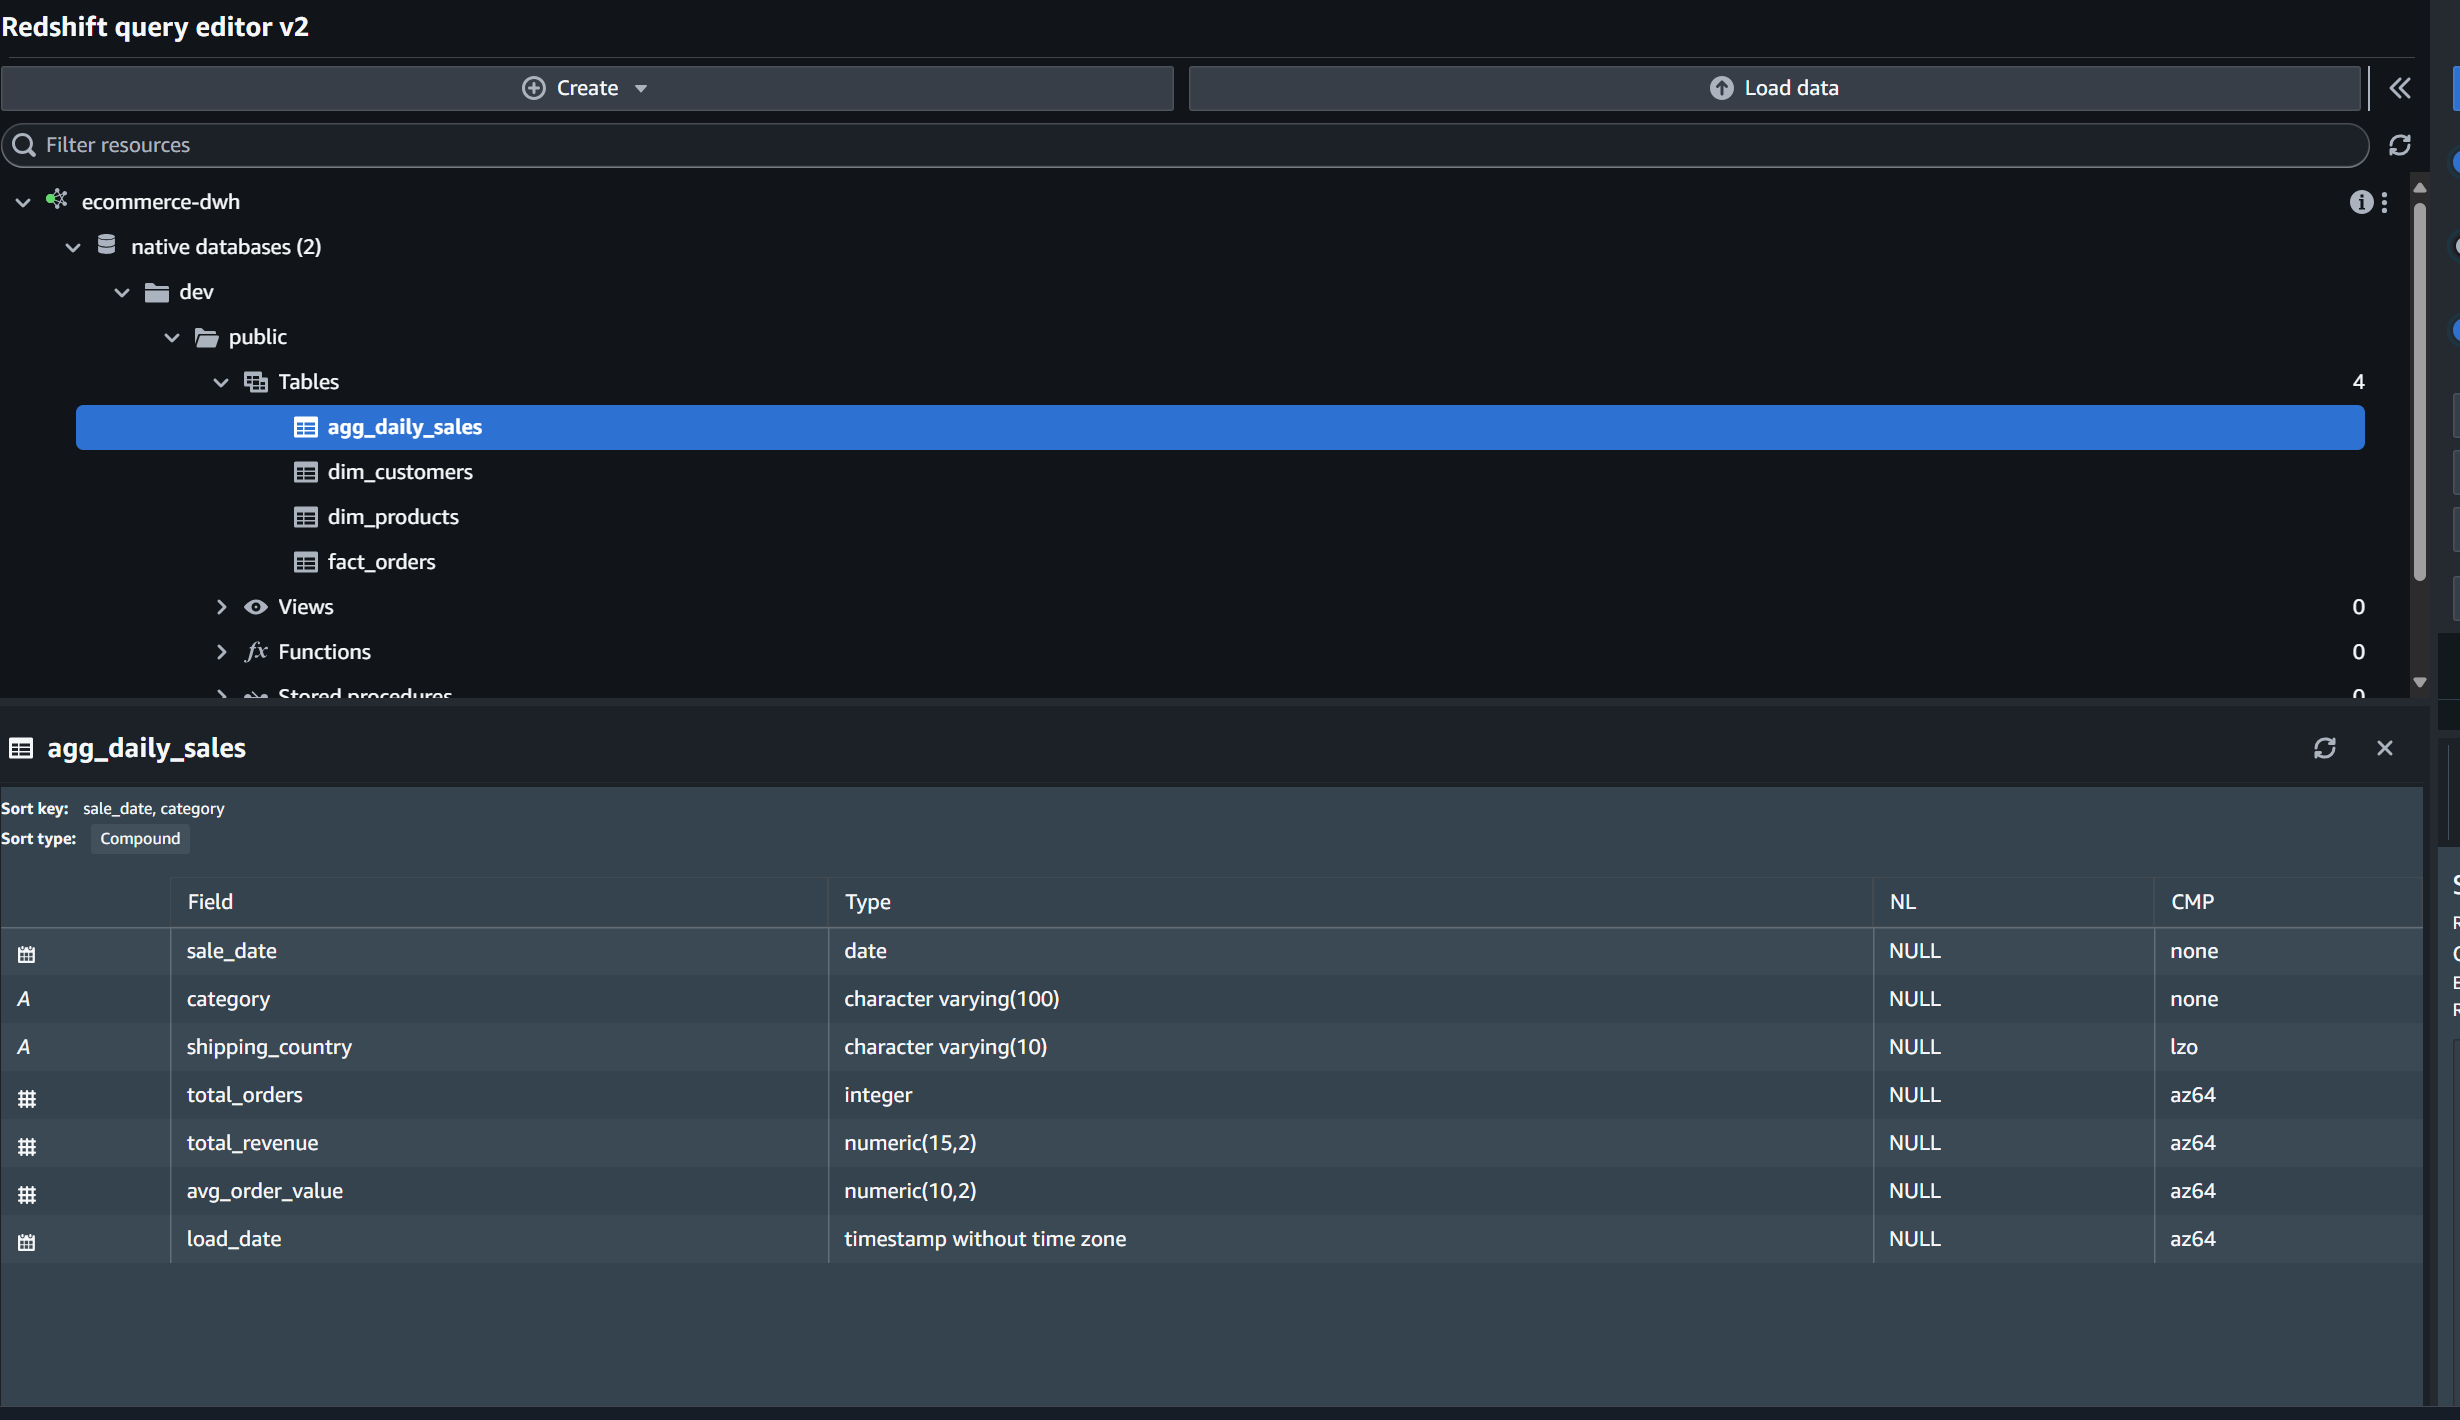 Redshift query editor v2
Create
Load data
Filter resources
ecommerce-dwh
native databases (2)
dev
public
Tables 4
agg_daily_sales
dim_customers
dim_products
fact_orders
Views 0
fx Functions 0
Stored procedures 0
agg_daily_sales
Sort key: sale_date, category
Sort type: Compound
Field Type NL CMP
sale_date date NULL none
A category character varying(100) NULL none
A shipping_country character varying(10) NULL lzo
total_orders integer NULL az64
total_revenue numeric(15,2) NULL az64
avg_order_value numeric(10,2) NULL az64
load_date timestamp without time zone NULL az64